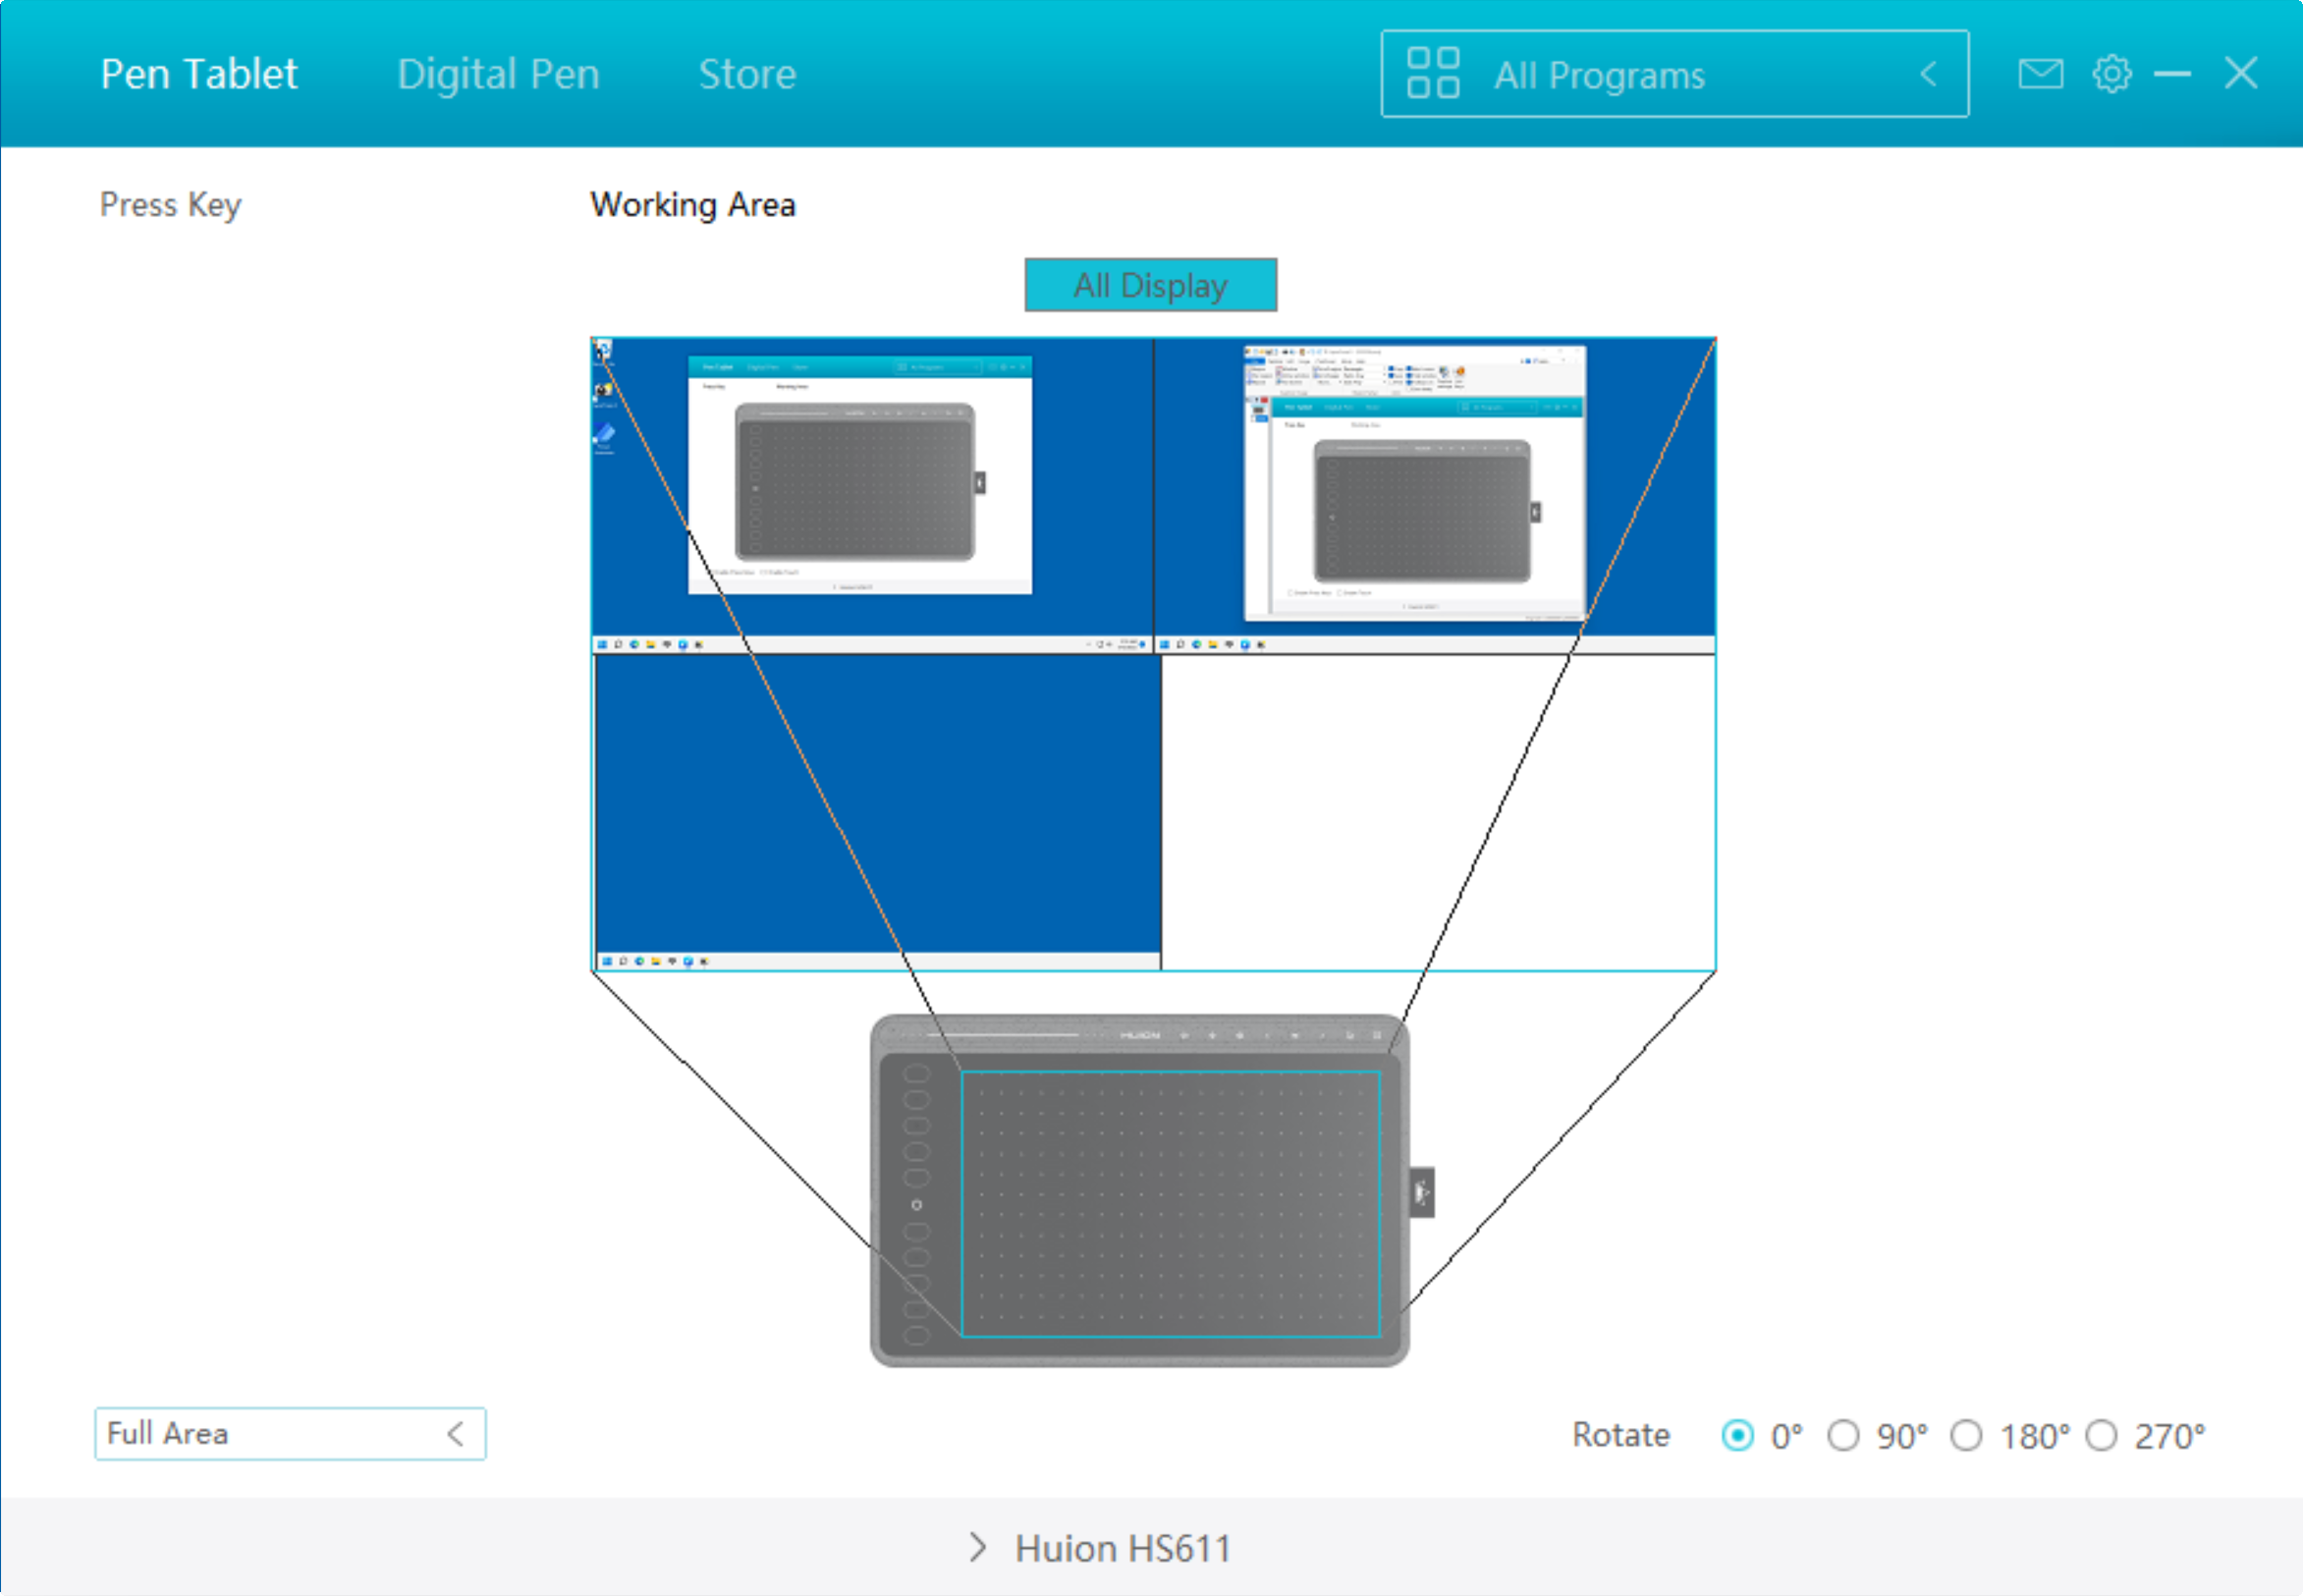 Pen Tablet Digital Pen Store All Programs
Press Key Working Area
All Display
HUION
Full Area
Rotate 0° 90° 180° 270°
Huion HS611